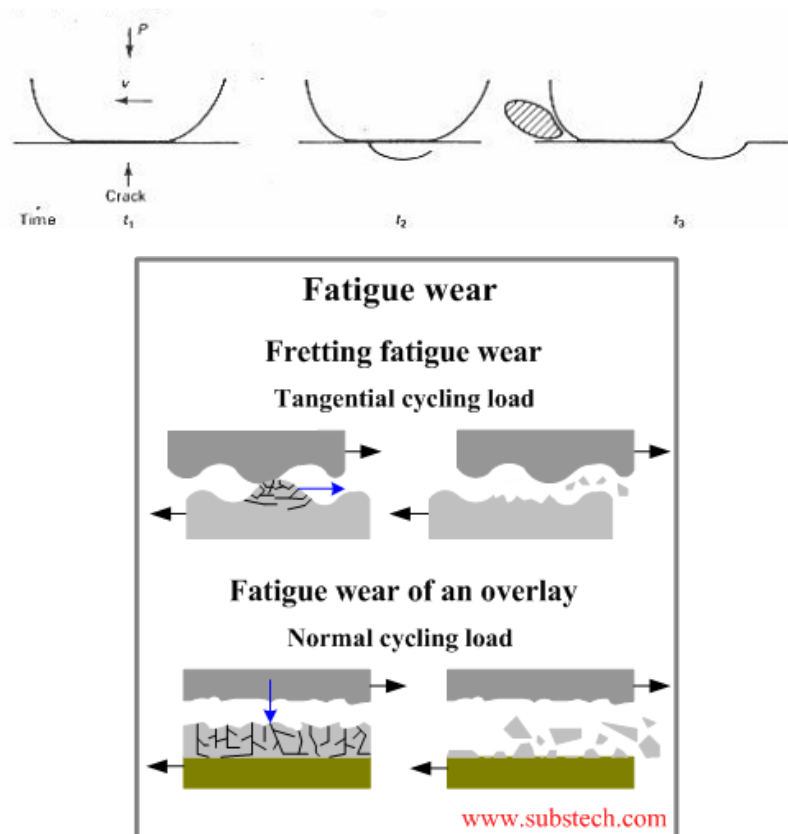 P
v
Crack
Time t₁ t₂ t₃
Fatigue wear
Fretting fatigue wear
Tangential cycling load
Fatigue wear of an overlay
Normal cycling load
www.substech.com